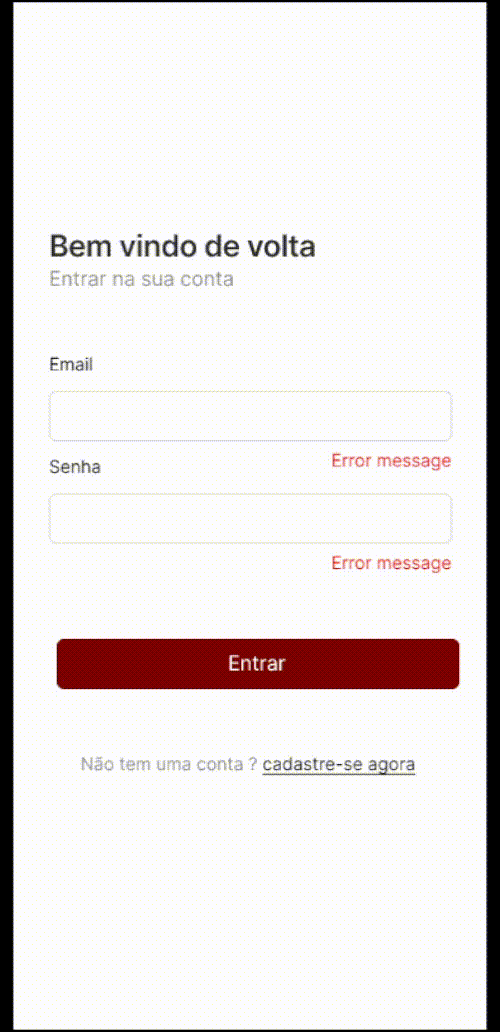 Bem vindo de volta
Entrar na sua conta
Email
Error message
Senha
Error message
Entrar
Não tem uma conta ? cadastre-se agora